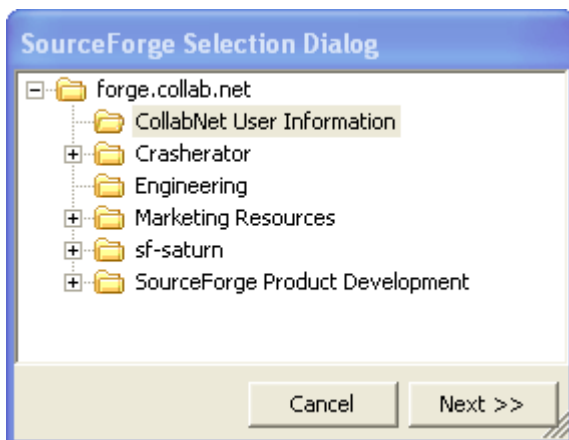 SourceForge Selection Dialog
forge.collab.net
CollabNet User Information
Crasherator
Engineering
Marketing Resources
sf-saturn
SourceForge Product Development
Cancel Next >>